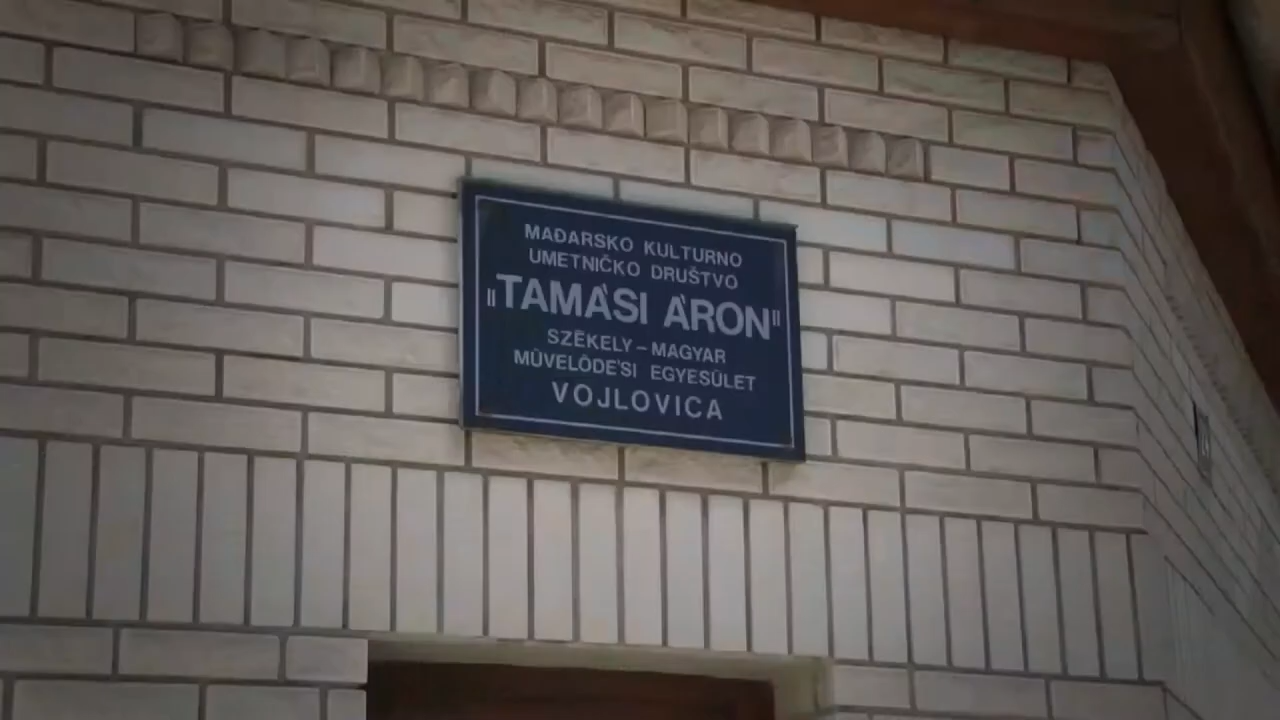 MAĐARSKO KULTURNO
UMETNIČKO DRUŠTVO
"TAMÁSI ÁRON"
SZÉKELY – MAGYAR
MŰVELŐDÉSI EGYESÜLET
VOJLOVICA